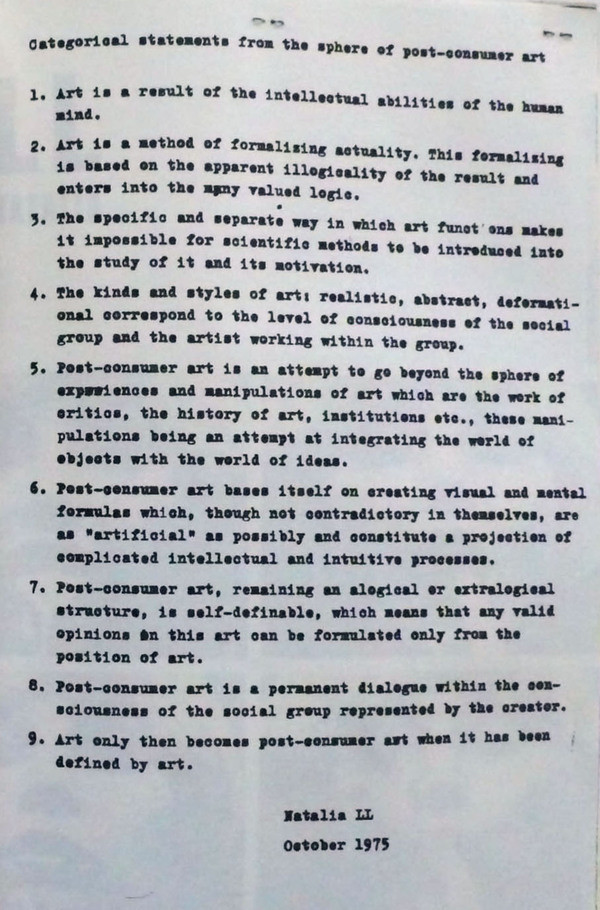 Categorical statements from the sphere of post-consumer art
1. Art is a result of the intellectual abilities of the human
mind.
2. Art is a method of formalising actuality. This formalising
is based on the apparent illogicality of the result and
enters into the many valued logic.
3. The specific and separate way in which art funct ons makes
it impossible for scientific methods to be introduced into
the study of it and its motivation.
4. The kinds and styles of art: realistic, abstract, deformati-
onal correspond to the level of consciousness of the social
group and the artist working within the group.
5. Post-consumer art is an attempt to go beyond the sphere of
experiences and manipulations of art which are the work of
critics, the history of art, institutions etc., these mani-
pulations being an attempt at integrating the world of
objects with the world of ideas.
6. Post-consumer art bases itself on creating visual and mental
formulas which, though not contradictory in themselves, are
as "artificial" as possibly and constitute a projection of
complicated intellectual and intuitive processes.
7. Post-consumer art, remaining an alogical or extralogical
structure, is self-definable, which means that any valid
opinions on this art can be formulated only from the
position of art.
8. Post-consumer art is a permanent dialogue within the con-
sciousness of the social group represented by the creator.
9. Art only then becomes post-consumer art when it has been
defined by art.
Natalia LL
October 1975